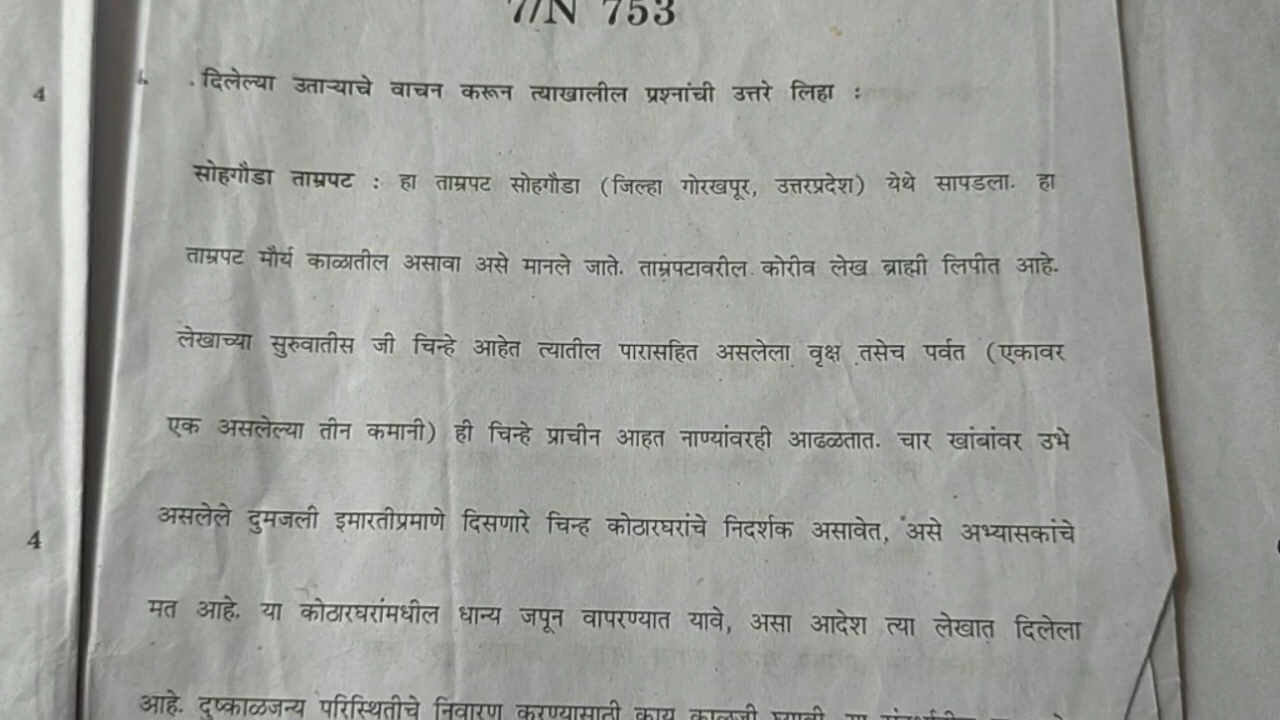 7/N 753
4
दिलेल्या उताऱ्याचे वाचन करून त्याखालील प्रश्नांची उत्तरे लिहा :
सोहगौडा ताम्रपट : हा ताम्रपट सोहगौडा (जिल्हा गोरखपूर, उत्तरप्रदेश) येथे सापडला. हा
ताम्रपट मौर्य काळातील असावा असे मानले जाते. ताम्रपटावरील कोरीव लेख ब्राह्मी लिपीत आहे.
लेखाच्या सुरुवातीस जी चिन्हे आहेत त्यातील पारासहित असलेला वृक्ष तसेच पर्वत (एकावर
एक असलेल्या तीन कमानी) ही चिन्हे प्राचीन आहत नाण्यांवरही आढळतात. चार खांबांवर उभे
असलेले दुमजली इमारतीप्रमाणे दिसणारे चिन्ह कोठारघरांचे निदर्शक असावेत, असे अभ्यासकांचे
4
मत आहे. या कोठारघरांमधील धान्य जपून वापरण्यात यावे, असा आदेश त्या लेखात दिलेला
आहे. दुष्काळजन्य परिस्थितीचे निवारण करण्यासाठी काय काळजी